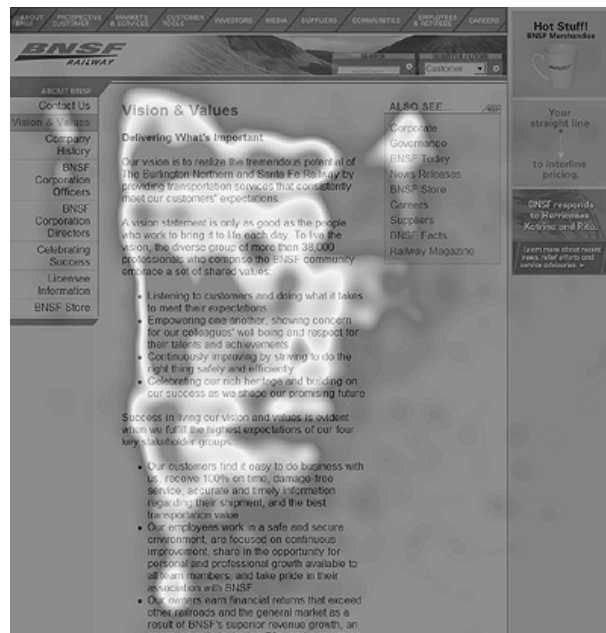 ABOUT BNSF
PROSPECTIVE CUSTOMER
MARKETS & SERVICES
CUSTOMER TOOLS
INVESTORS
MEDIA
SUPPLIERS
COMMUNITIES
EMPLOYEES & RETIREES
CAREERS
BNSF
RAILWAY
SEARCH
Customer
ABOUT BNSF
Contact Us
Vision & Values
Company
History
BNSF
Corporation
Officers
BNSF
Corporation
Directors
Celebrating
Success
Licensee
Information
BNSF Store
Vision & Values
Delivering What's Important
Our vision is to realize the tremendous potential of
The Burlington Northern and Santa Fe Railway by
providing transportation services that consistently
meet our customers' expectations.
A vision statement is only as good as the people
who work to bring it to life each day. To live the
vision, the diverse group of more than 38,000
professionals who comprise the BNSF community
embrace a set of shared values:
• Listening to customers and doing what it takes
to meet their expectations
• Empowering one another, showing concern
for our colleagues' well-being and respect for
their talents and achievements
• Continuously improving by striving to do the
right thing safely and efficiently
• Celebrating our rich heritage and building on
our success as we shape our promising future
Success in living our vision and values is evident
when we fulfill the highest expectations of our four
key stakeholder groups:
• Our customers find it easy to do business with
us, receive 100% on time, damage-free
service, accurate and timely information
regarding their shipment, and the best
transportation value
• Our employees work in a safe and secure
environment, are focused on continuous
improvement, share in the opportunity for
personal and professional growth available to
all team members, and take pride in their
association with BNSF
• Our owners earn financial returns that exceed
other railroads and the general market as a
result of BNSF's superior revenue growth, an
ALSO SEE
Corporate
Governance
BNSF Today
News Releases
BNSF Store
Careers
Suppliers
BNSF Facts
Railway Magazine
Hot Stuff!
BNSF Merchandise
Your
straight line
to interline
pricing.
BNSF responds
to Hurricanes
Katrina and Rita.
Learn more about recent
news, relief efforts and
service advisories.